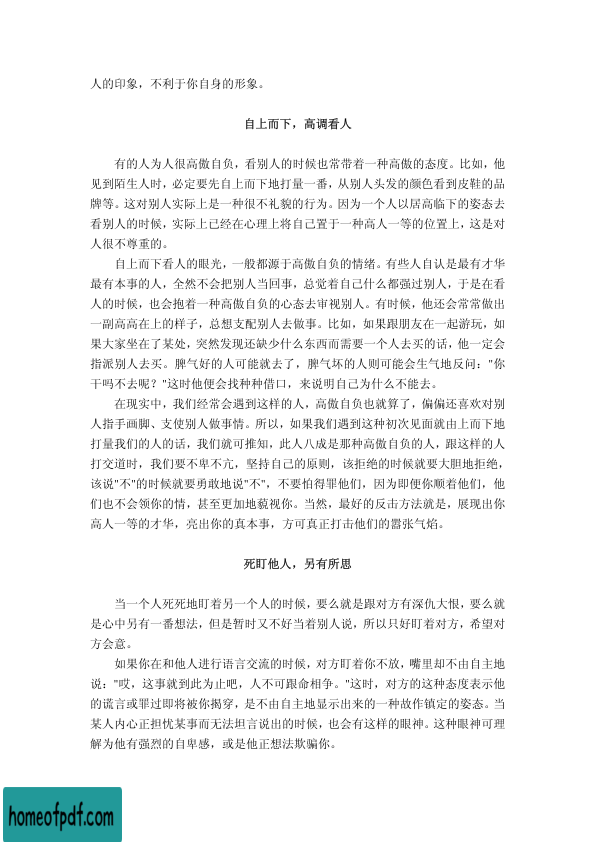 人的印象，不利于你自身的形象。
自上而下，高调看人
有的人为人很高傲自负，看别人的时候也常带着一种高傲的态度。比如，他
见到陌生人时，必定要先自上而下地打量一番，从别人头发的颜色看到皮鞋的品
牌等。这对别人实际上是一种很不礼貌的行为。因为一个人以居高临下的姿态去
看别人的时候，实际上已经在心理上将自己置于一种高人一等的位置上，这是对
人很不尊重的。
自上而下看人的眼光，一般都源于高傲自负的情绪。有些人自认是最有才华
最有本事的人，全然不会把别人当回事，总觉着自己什么都强过别人，于是在看
人的时候，也会抱着一种高傲自负的心态去审视别人。有时候，他还会常常做出
一副高高在上的样子，总想支配别人去做事。比如，如果跟朋友在一起游玩，如
果大家坐在了某处，突然发现还缺少什么东西而需要一个人去买的话，他一定会
指派别人去买。脾气好的人可能就去了，脾气坏的人则可能会生气地反问："你
干吗不去呢？"这时他便会找种种借口，来说明自己为什么不能去。
在现实中，我们经常会遇到这样的人，高傲自负也就算了，偏偏还喜欢对别
人指手画脚、支使别人做事情。所以，如果我们遇到这种初次见面就由上而下地
打量我们的人的话，我们就可推知，此人八成是那种高傲自负的人，跟这样的人
打交道时，我们要不卑不亢，坚持自己的原则，该拒绝的时候就要大胆地拒绝，
该说"不"的时候就要勇敢地说"不"，不要怕得罪他们，因为即便你顺着他们，他
们也不会领你的情，甚至更加地藐视你。当然，最好的反击方法就是，展现出你
高人一等的才华，亮出你的真本事，方可真正打击他们的嚣张气焰。
死盯他人，另有所思
当一个人死死地盯着另一个人的时候，要么就是跟对方有深仇大恨，要么就
是心中另有一番想法，但是暂时又不好当着别人说，所以只好盯着对方，希望对
方会意。
如果你在和他人进行语言交流的时候，对方盯着你不放，嘴里却不由自主地
说："哎，这事就到此为止吧，人不可跟命相争。"这时，对方的这种态度表示他
的谎言或罪过即将被你揭穿，是不由自主地显示出来的一种故作镇定的姿态。当
某人内心正担忧某事而无法坦言说出的时候，也会有这样的眼神。这种眼神可理
解为他有强烈的自卑感，或是他正想法欺骗你。
homeofpdf.com